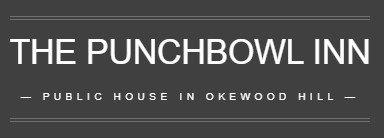 THE PUNCHBOWL INN
— PUBLIC HOUSE IN OKEWOOD HILL —